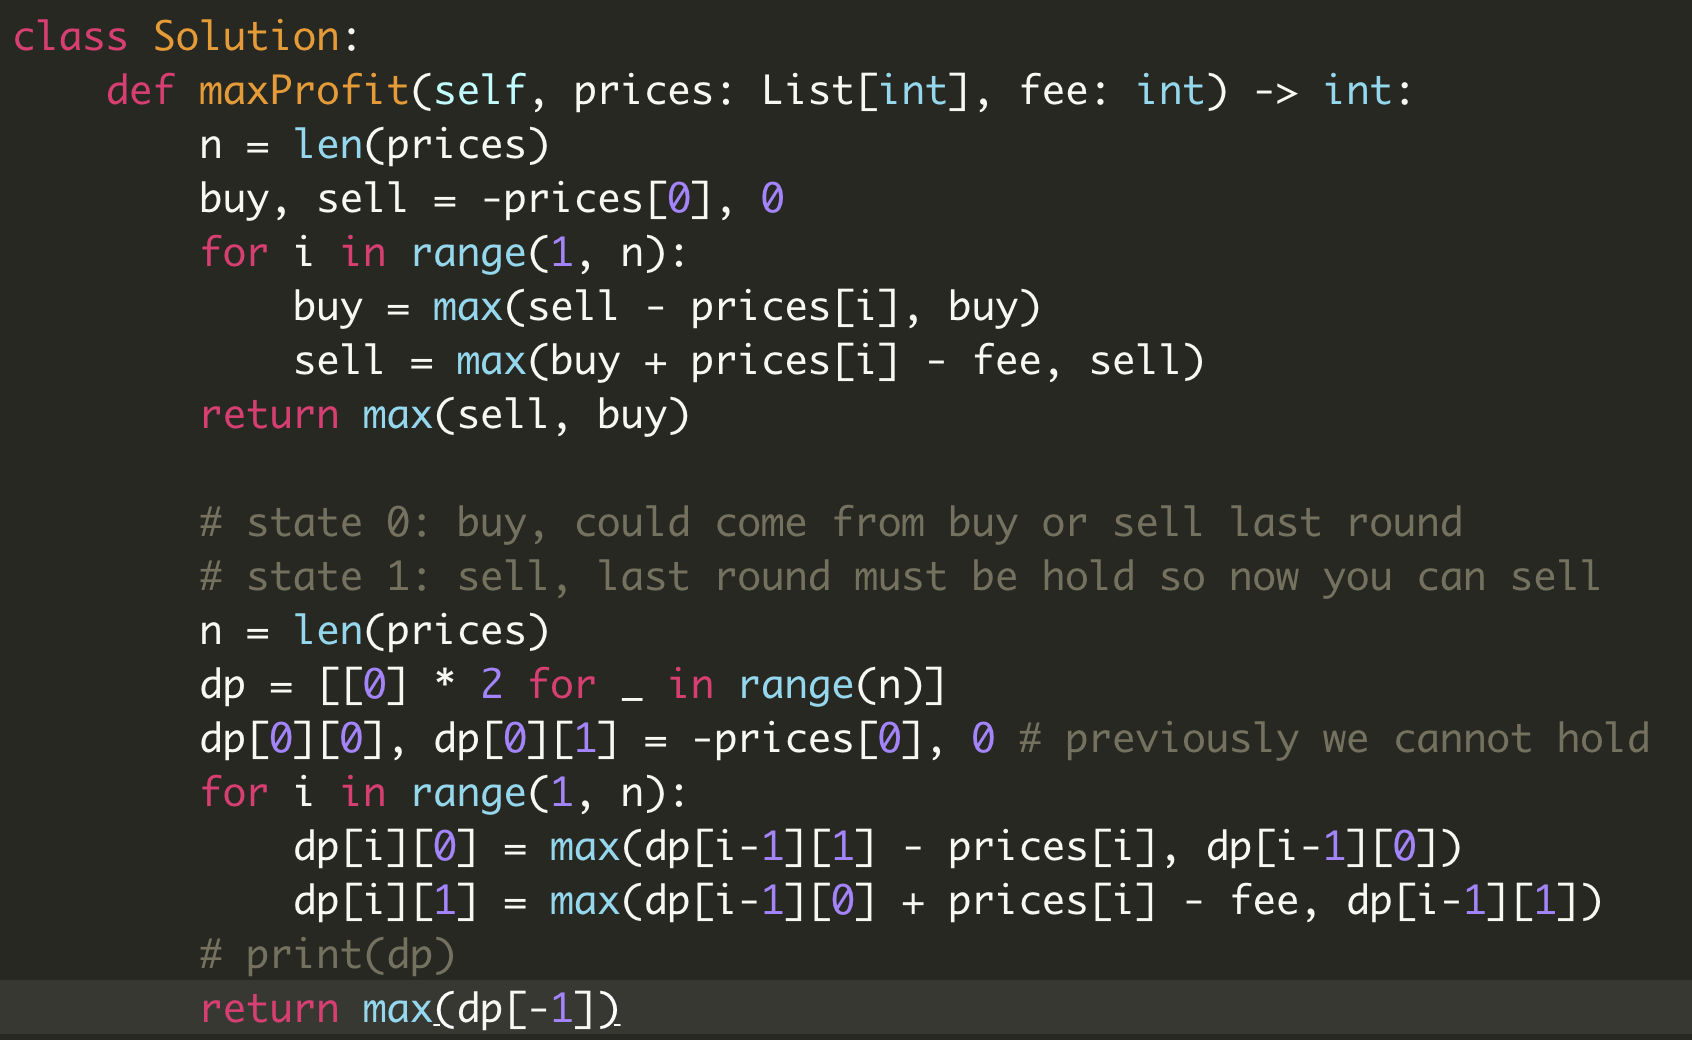 class Solution:
    def maxProfit(self, prices: List[int], fee: int) -> int:
        n = len(prices)
        buy, sell = -prices[0], 0
        for i in range(1, n):
            buy = max(sell - prices[i], buy)
            sell = max(buy + prices[i] - fee, sell)
        return max(sell, buy)

        # state 0: buy, could come from buy or sell last round
        # state 1: sell, last round must be hold so now you can sell
        n = len(prices)
        dp = [[0] * 2 for _ in range(n)]
        dp[0][0], dp[0][1] = -prices[0], 0 # previously we cannot hold
        for i in range(1, n):
            dp[i][0] = max(dp[i-1][1] - prices[i], dp[i-1][0])
            dp[i][1] = max(dp[i-1][0] + prices[i] - fee, dp[i-1][1])
        # print(dp)
        return max(dp[-1])